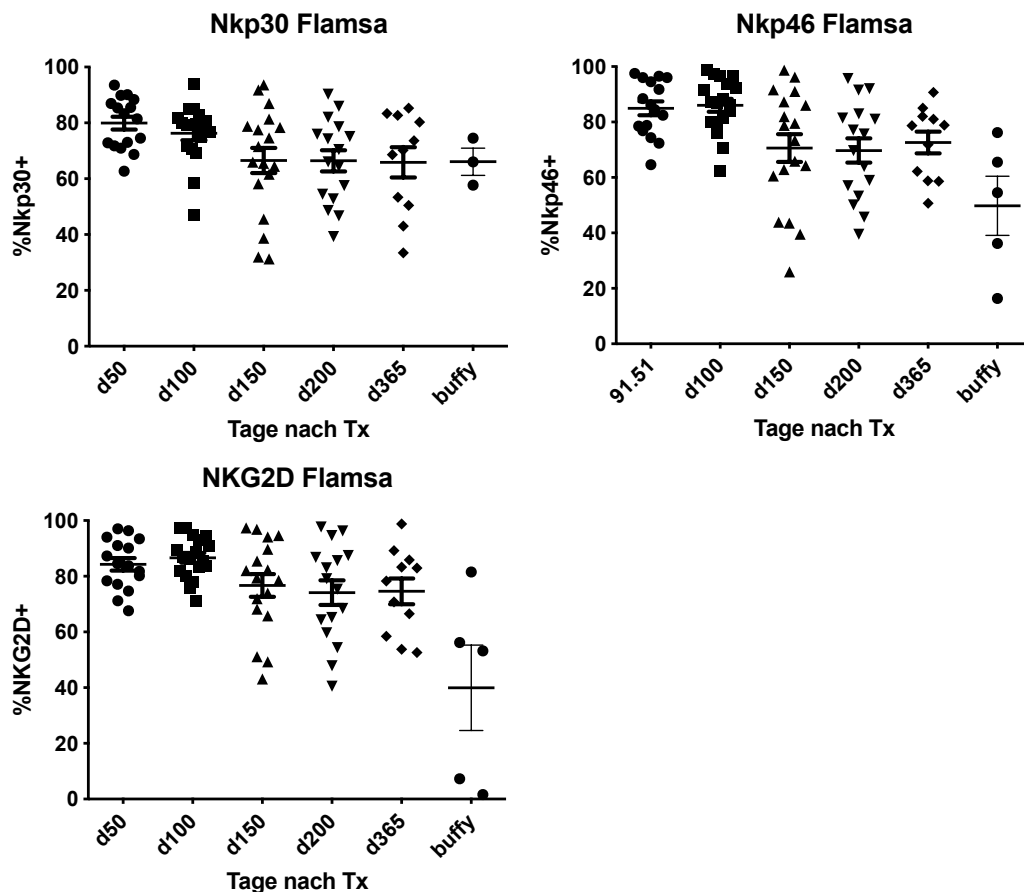 Nkp30 Flamsa
%Nkp30+
100
80
60
40
20
0
d50
d100
d150
d200
d365
buffy
Tage nach Tx
Nkp46 Flamsa
%Nkp46+
100
80
60
40
20
0
91.51
d100
d150
d200
d365
buffy
Tage nach Tx
NKG2D Flamsa
%NKG2D+
100
80
60
40
20
0
d50
d100
d150
d200
d365
buffy
Tage nach Tx